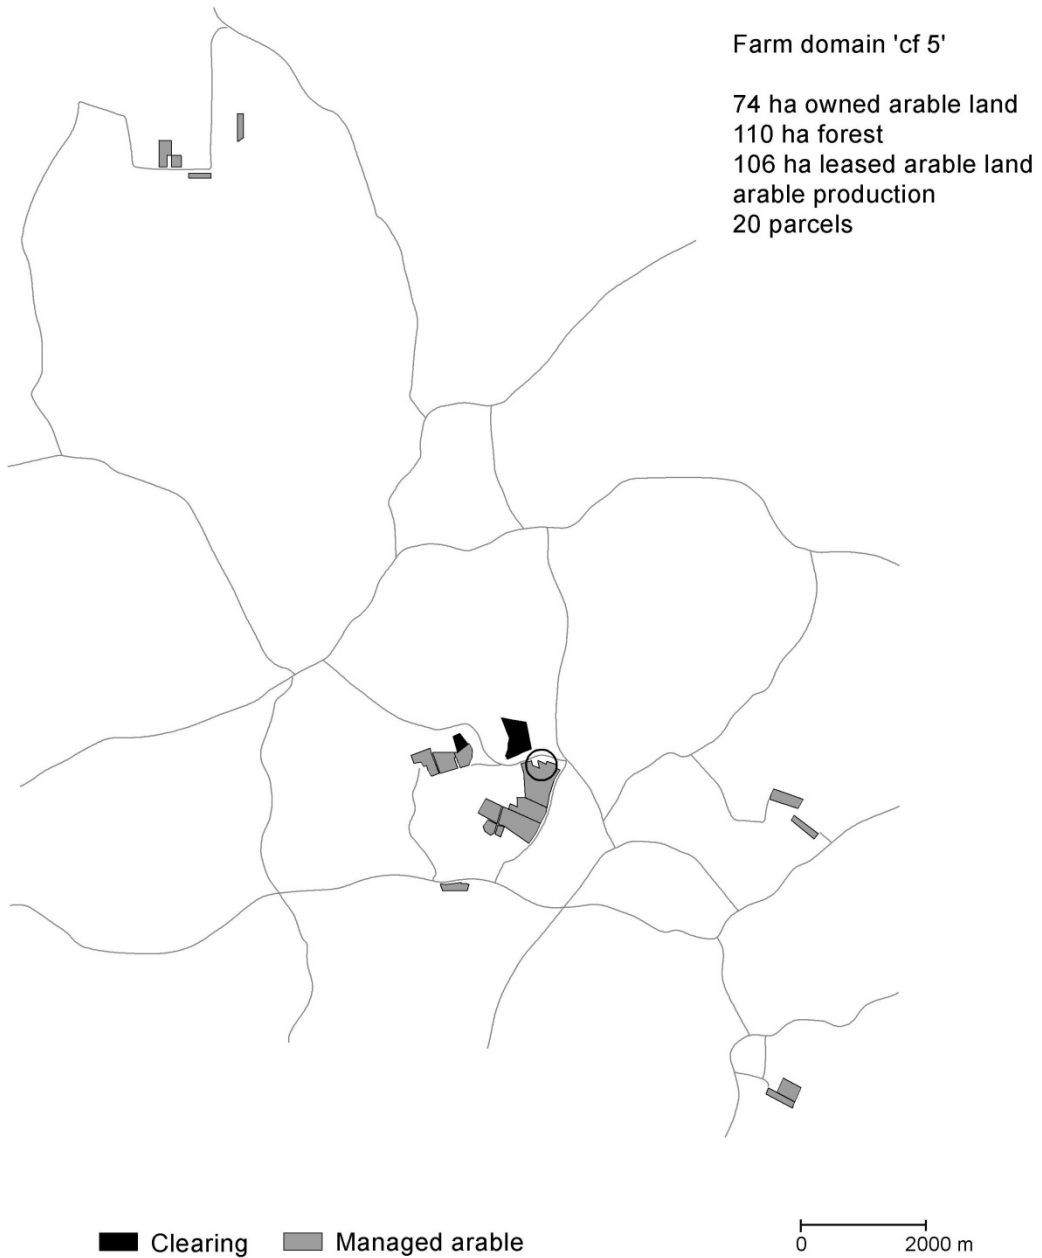 Farm domain 'cf 5'
74 ha owned arable land
110 ha forest
106 ha leased arable land
arable production
20 parcels
Clearing
Managed arable
0
2000 m